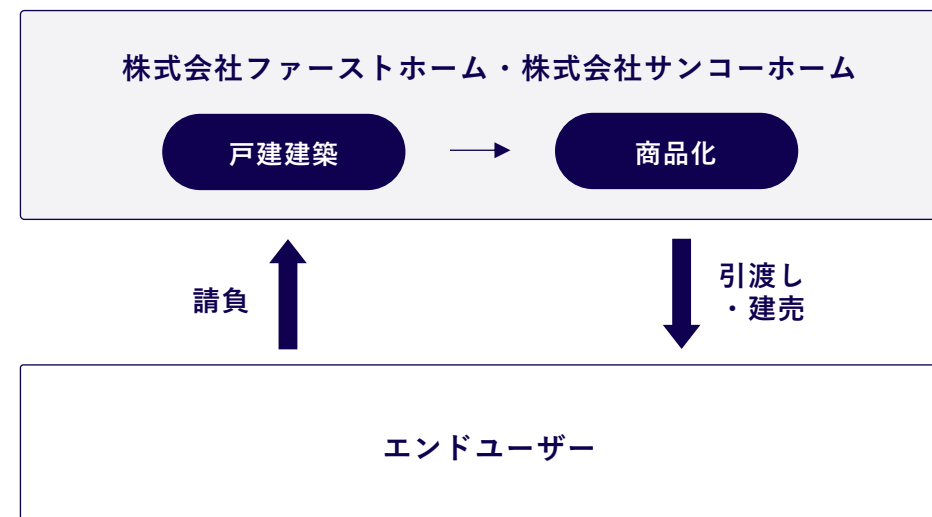 株式会社ファーストホーム・株式会社サンコーホーム
戸建建築
商品化
請負
引渡し
・建売
エンドユーザー